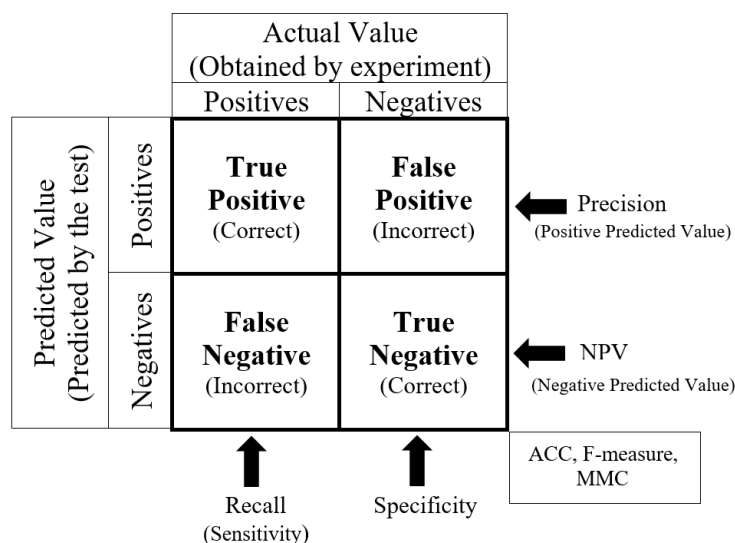 Actual Value
(Obtained by experiment)
Positives
Negatives
Predicted Value
(Predicted by the test)
Positives
True
Positive
(Correct)
False
Positive
(Incorrect)
Precision
(Positive Predicted Value)
Negatives
False
Negative
(Incorrect)
True
Negative
(Correct)
NPV
(Negative Predicted Value)
ACC, F-measure,
MMC
Recall
(Sensitivity)
Specificity